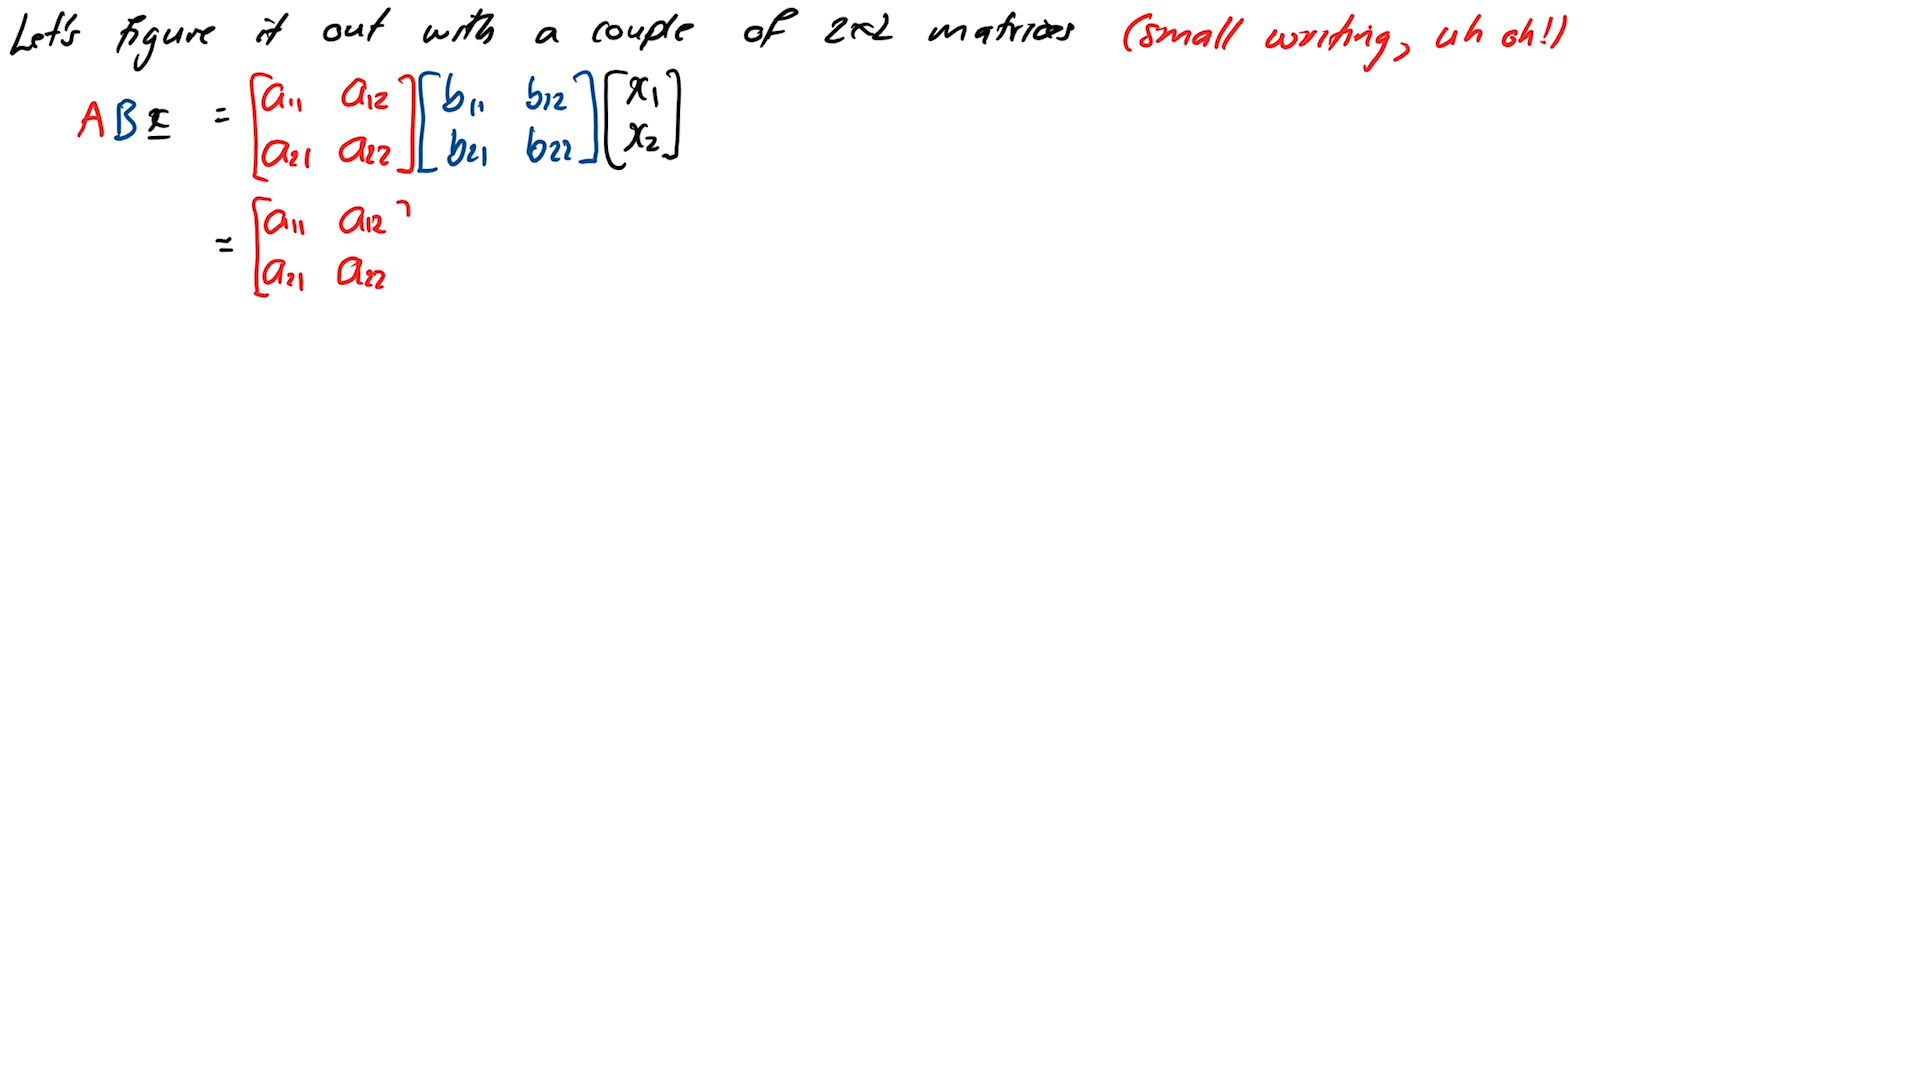 Let's figure it out with a couple of 2x2 matrices (small writing, uh oh!)
A B x = [a11 a12] [b11 b12] [x1]
[a21 a22] [b21 b22] [x2]
= [a11 a12]
[a21 a22